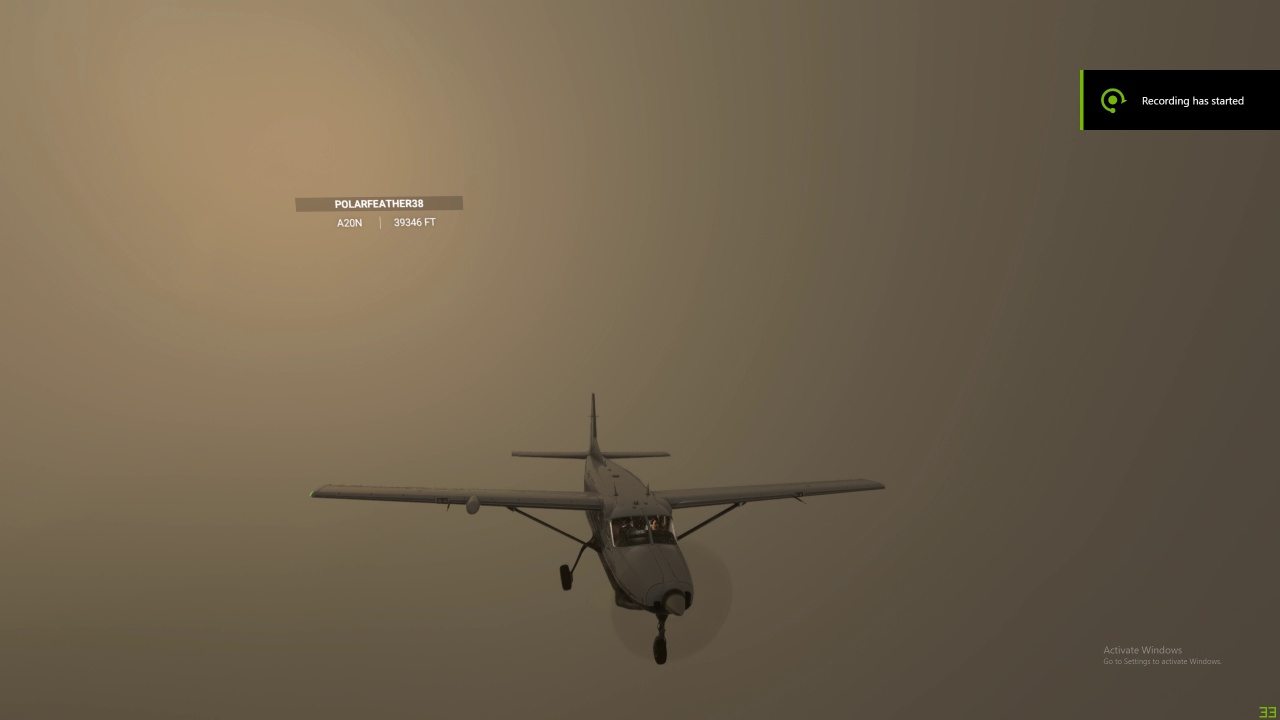 Recording has started
POLARFEATHER38
A20N | 39346 FT
Activate Windows
Go to Settings to activate Windows.
33